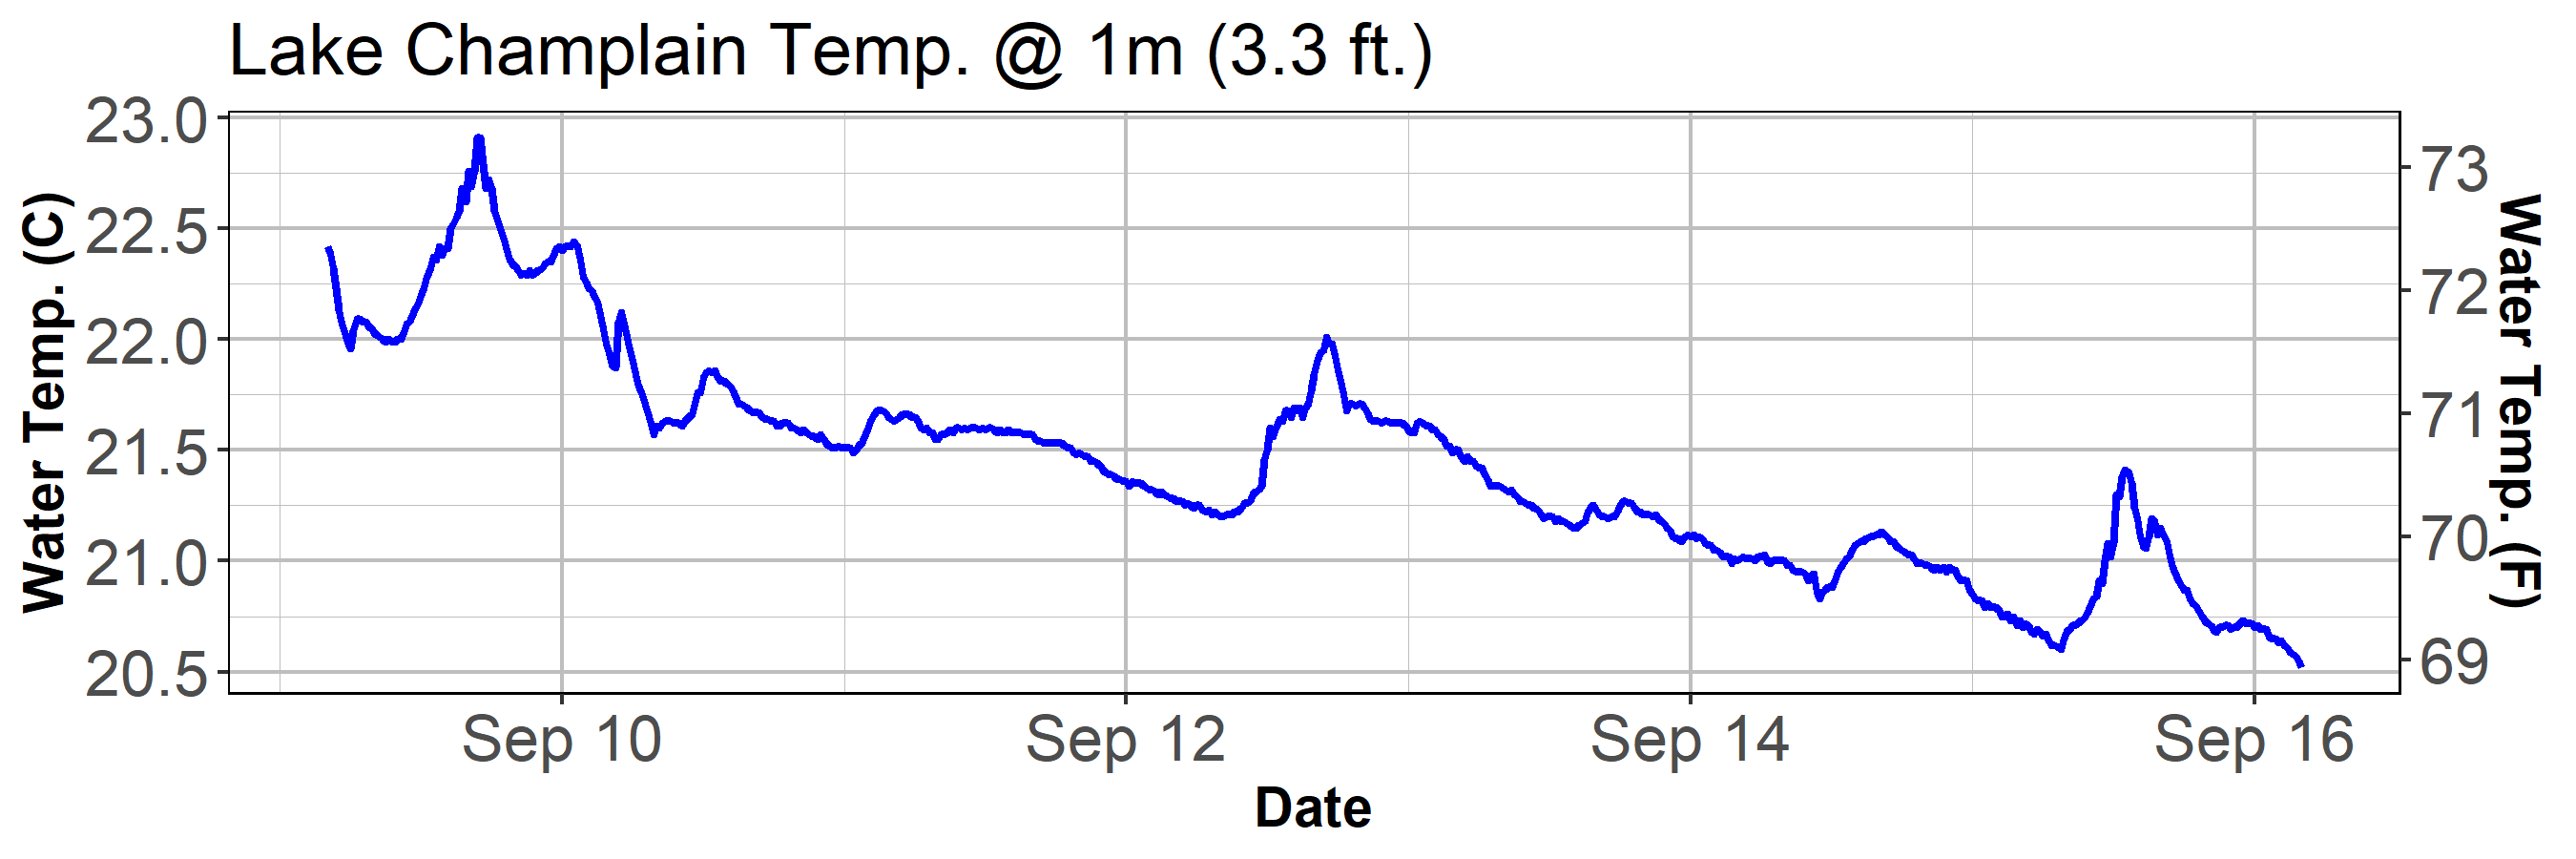 Lake Champlain Temp. @ 1m (3.3 ft.)
Water Temp. (C)
23.0
22.5
22.0
21.5
21.0
20.5
73
72
71
70
69
Water Temp. (F)
Sep 10
Sep 12
Sep 14
Sep 16
Date